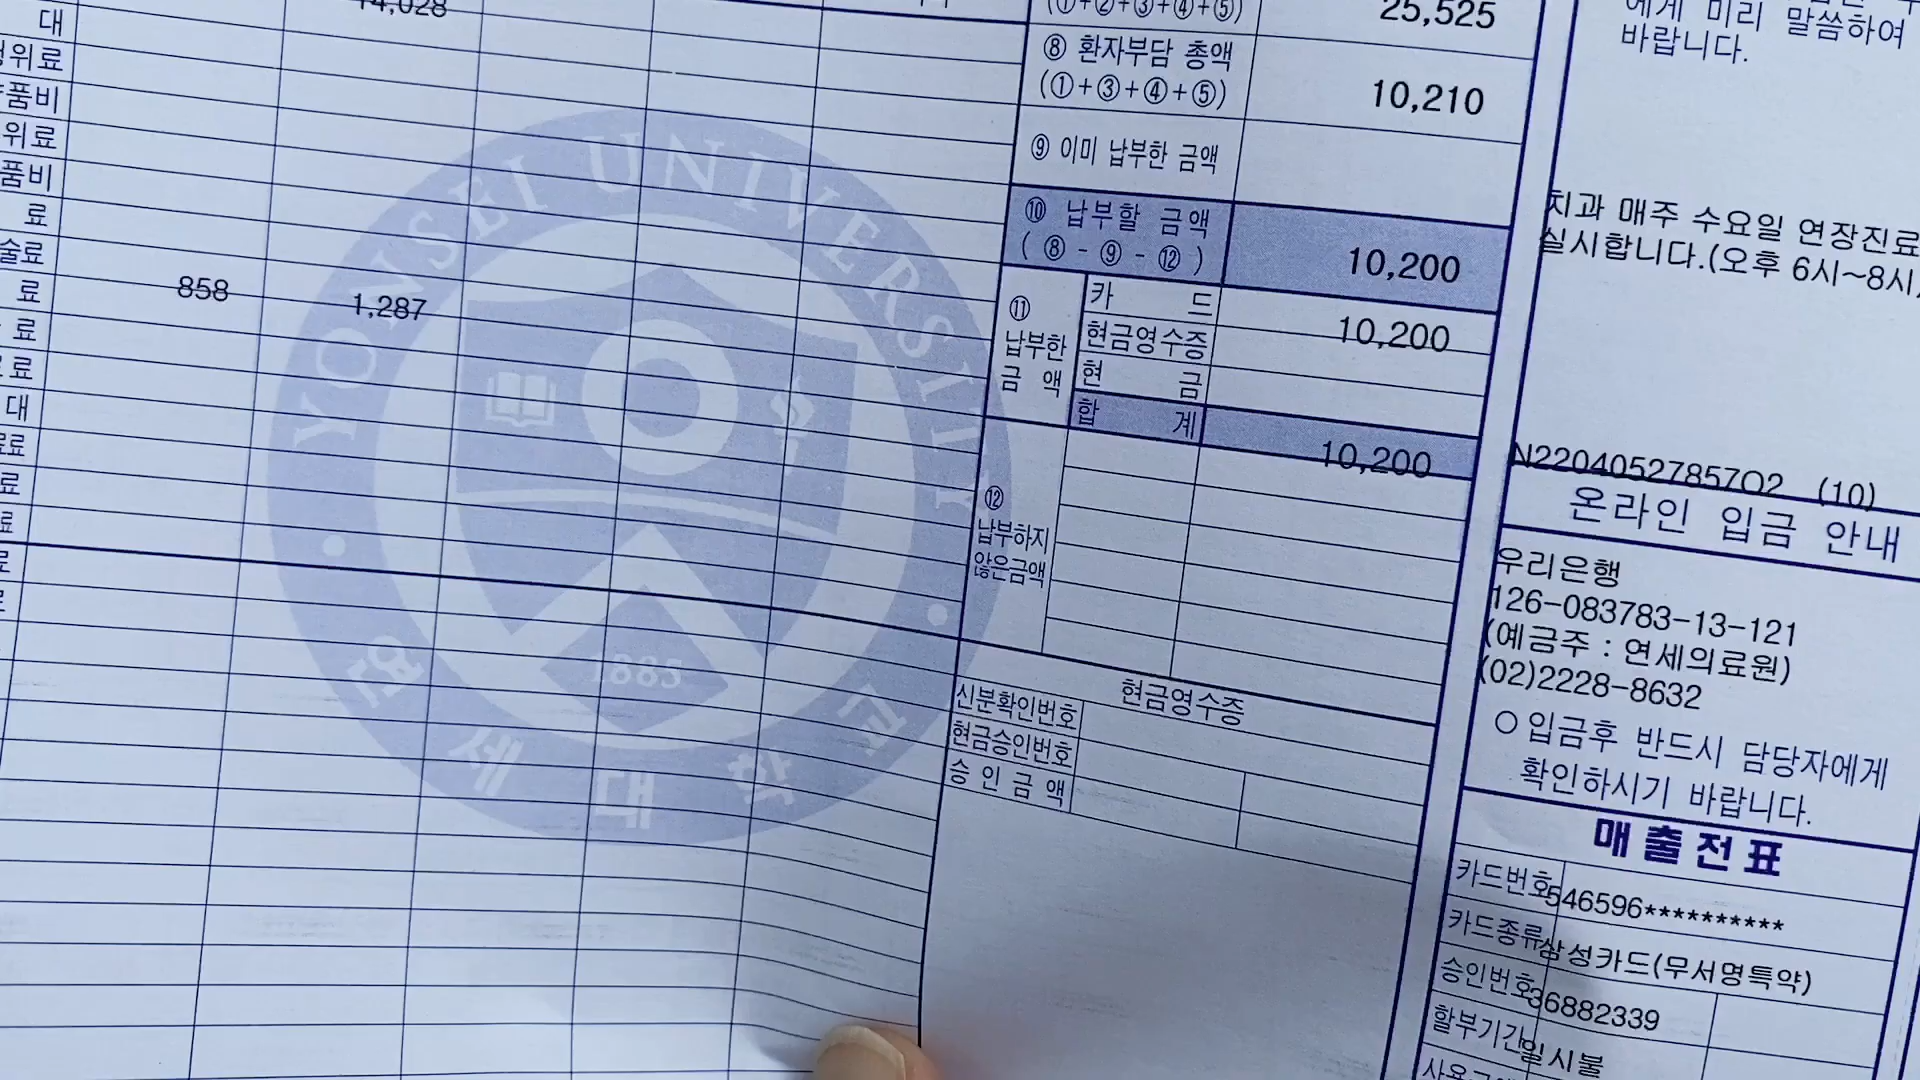 대
14,028
행위료
품비
위료
품비
료
술료
료 858 1,287
료
료
대
료
료
료
료
(①+②+③+④+⑤) 25,525
⑧ 환자부담 총액
(①+③+④+⑤) 10,210
⑨ 이미 납부한 금액
⑩ 납부할 금액
( ⑧ - ⑨ - ⑫ ) 10,200
⑪
납부한
금 액
카 드 10,200
현금영수증
현 금
합 계 10,200
⑫
납부하지
않은금액
현금영수증
신분확인번호
현금승인번호
승 인 금 액
에게 미리 말씀하여
바랍니다.
치과 매주 수요일 연장진료
실시합니다.(오후 6시~8시
N2204052785702 (10)
온라인 입금 안내
우리은행
126-083783-13-121
(예금주 : 연세의료원)
(02)2228-8632
○ 입금후 반드시 담당자에게
확인하시기 바랍니다.
매출전표
카드번호 546596**********
카드종류 삼성카드(무서명특약)
승인번호 36882339
할부기간 일시불
YONSEI UNIVERSITY
1885
연세대학교